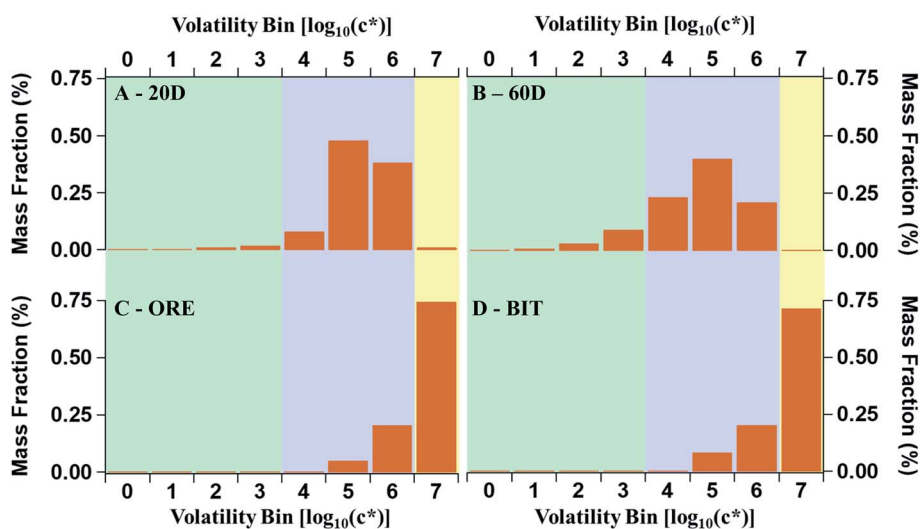 Volatility Bin [log10(c*)]
Volatility Bin [log10(c*)]
0 1 2 3 4 5 6 7
0 1 2 3 4 5 6 7
Mass Fraction (%)
0.75
0.50
0.25
0.00
A - 20D
B – 60D
0.75
0.50
0.25
0.00
Mass Fraction (%)
Mass Fraction (%)
0.75
0.50
0.25
0.00
C - ORE
D - BIT
0.75
0.50
0.25
0.00
Mass Fraction (%)
0 1 2 3 4 5 6 7
0 1 2 3 4 5 6 7
Volatility Bin [log10(c*)]
Volatility Bin [log10(c*)]